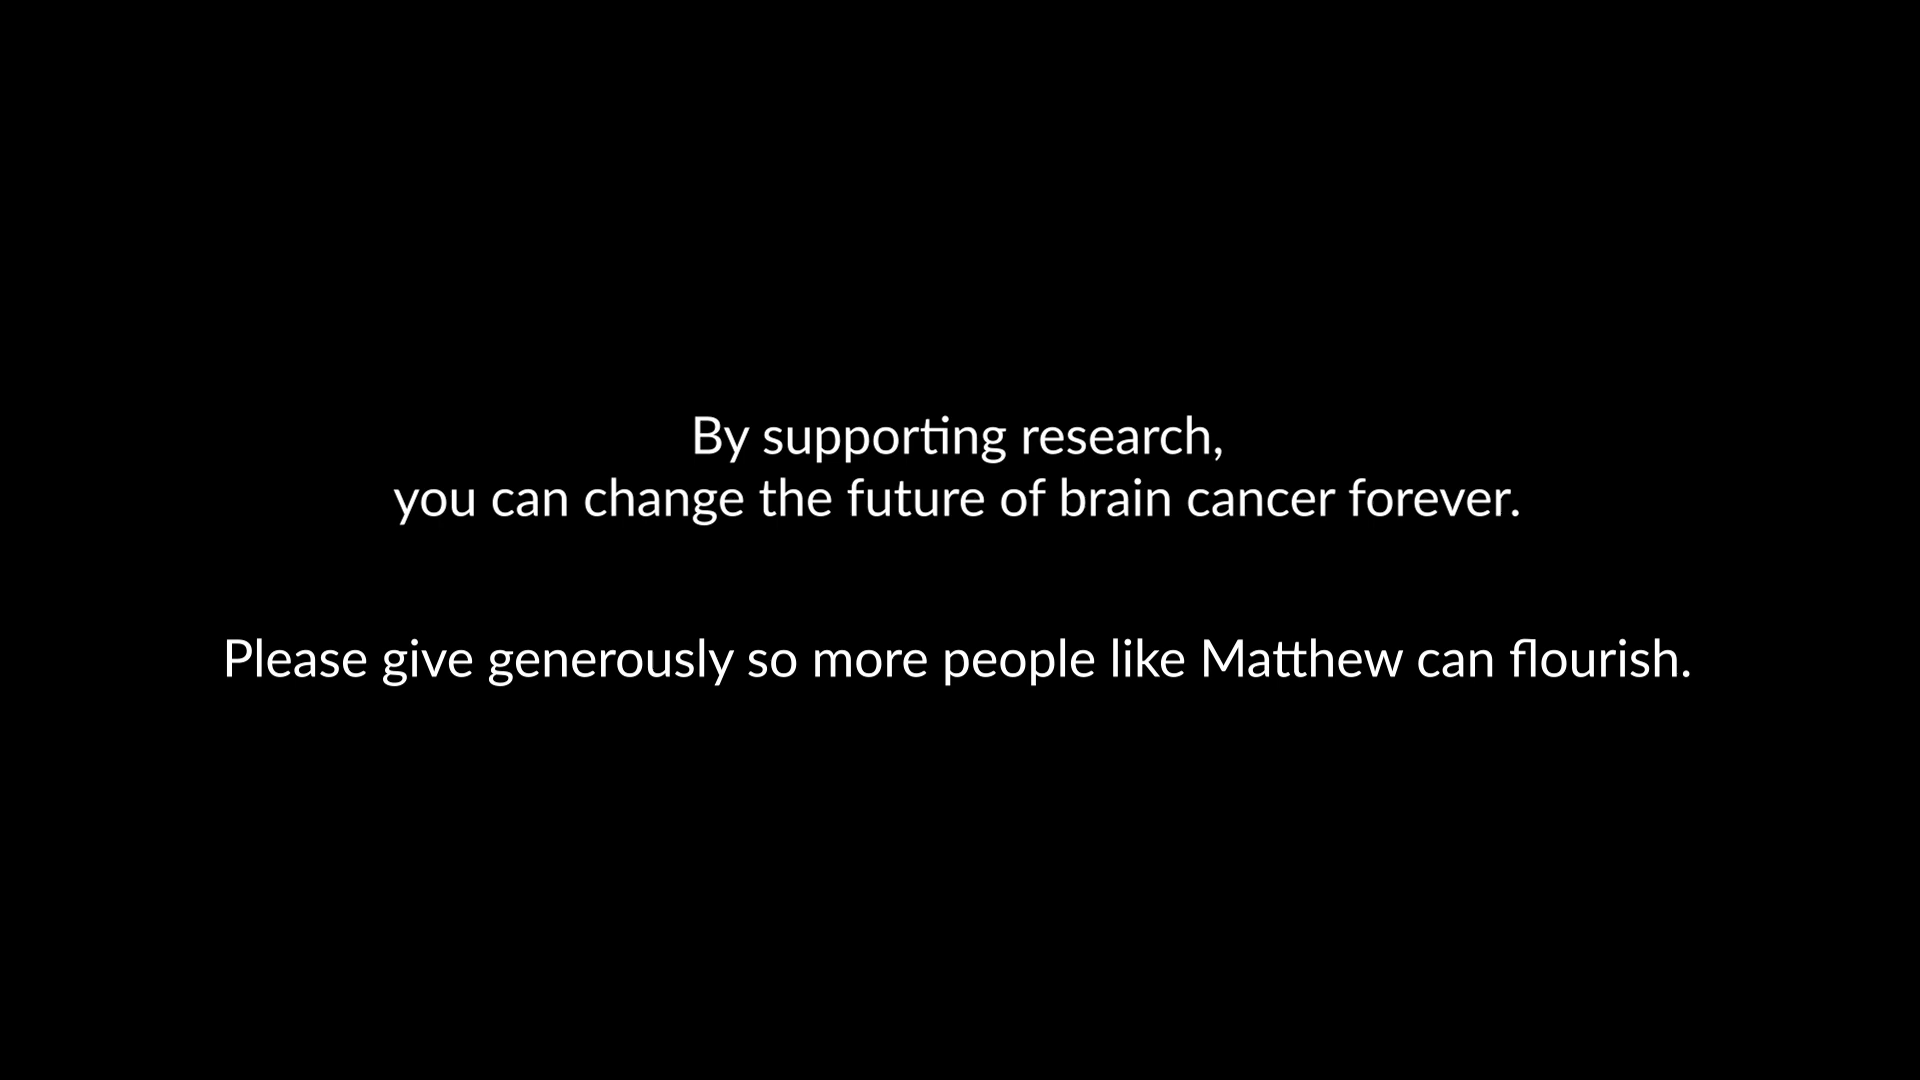 By supporting research,
you can change the future of brain cancer forever.
Please give generously so more people like Matthew can flourish.